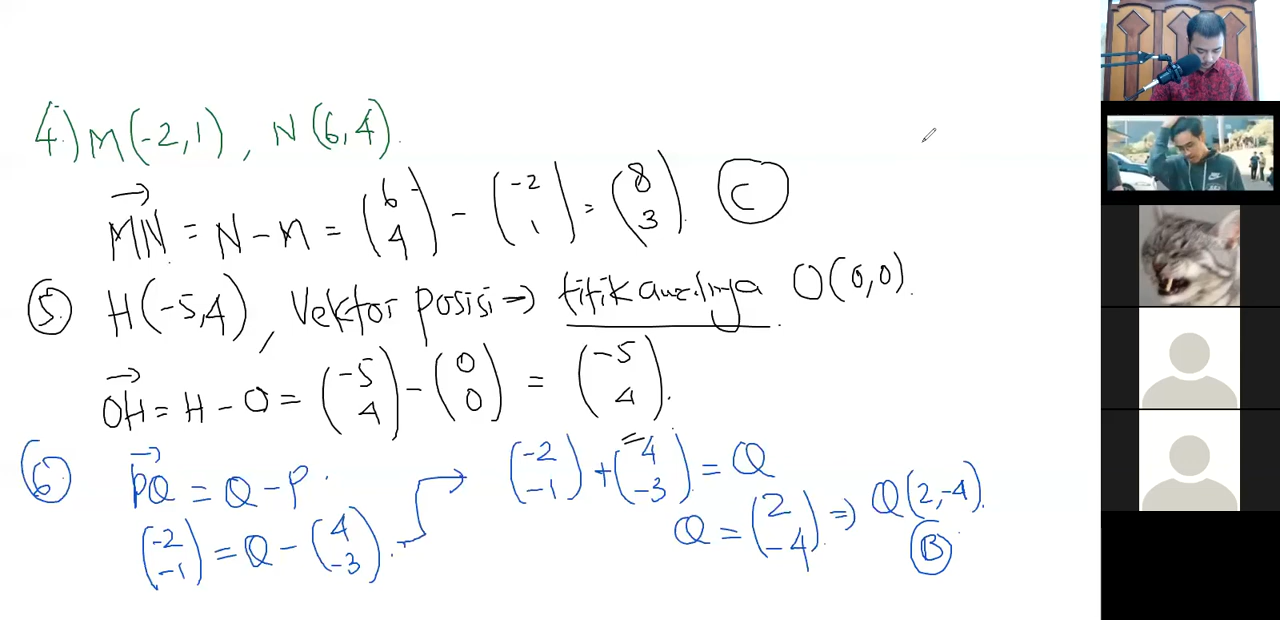 4.) M(-2,1), N(6,4).
MN = N - M = (6 4) - (-2 1) = (8 3). C
5. H(-5,4), Vektor posisi ⇒ titik awalnya O(0,0).
OH = H - O = (-5 4) - (0 0) = (-5 4).
6 PQ = Q - P.
(-2 -1) = Q - (4 -3).
(-2 -1) + (4 -3) = Q
Q = (2 -4) ⇒ Q(2,-4).
B